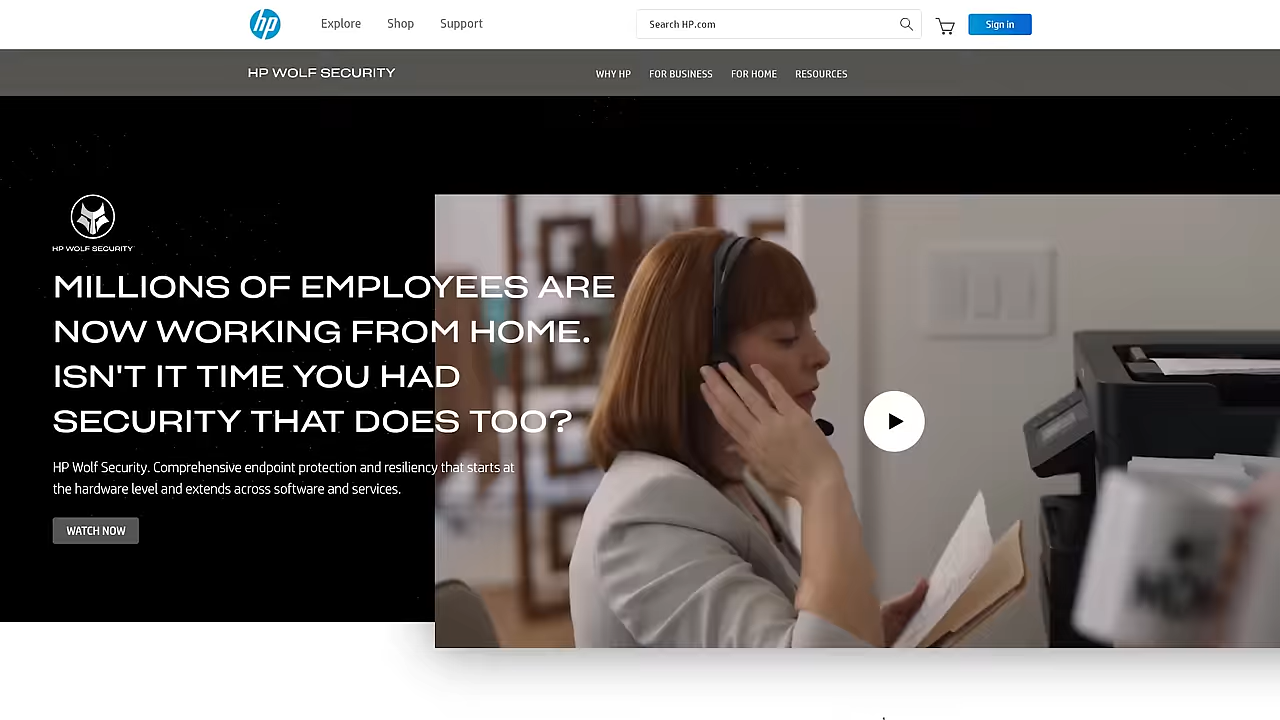 hp
Explore
Shop
Support
Search HP.com
Sign In
HP WOLF SECURITY
WHY HP
FOR BUSINESS
FOR HOME
RESOURCES
HP WOLF SECURITY
MILLIONS OF EMPLOYEES ARE
NOW WORKING FROM HOME.
ISN'T IT TIME YOU HAD
SECURITY THAT DOES TOO?
HP Wolf Security. Comprehensive endpoint protection and resiliency that starts at
the hardware level and extends across software and services.
WATCH NOW